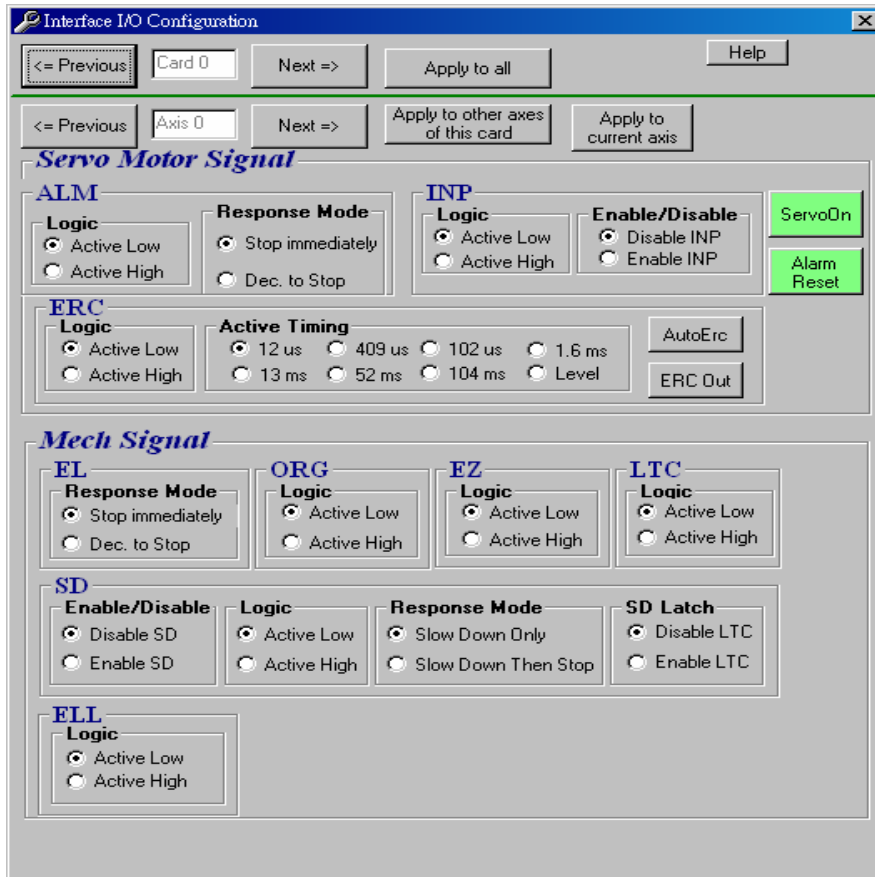 Interface I/O Configuration
<= Previous
Card 0
Next =>
Apply to all
Help
<= Previous
Axis 0
Next =>
Apply to other axes
of this card
Apply to
current axis
Servo Motor Signal
ALM
Logic
Active Low
Active High
Response Mode
Stop immediately
Dec. to Stop
INP
Logic
Active Low
Active High
Enable/Disable
Disable INP
Enable INP
ServoOn
Alarm
Reset
ERC
Logic
Active Low
Active High
Active Timing
12 us
409 us
102 us
1.6 ms
13 ms
52 ms
104 ms
Level
AutoErc
ERC Out
Mech Signal
EL
Response Mode
Stop immediately
Dec. to Stop
ORG
Logic
Active Low
Active High
EZ
Logic
Active Low
Active High
LTC
Logic
Active Low
Active High
SD
Enable/Disable
Disable SD
Enable SD
Logic
Active Low
Active High
Response Mode
Slow Down Only
Slow Down Then Stop
SD Latch
Disable LTC
Enable LTC
ELL
Logic
Active Low
Active High